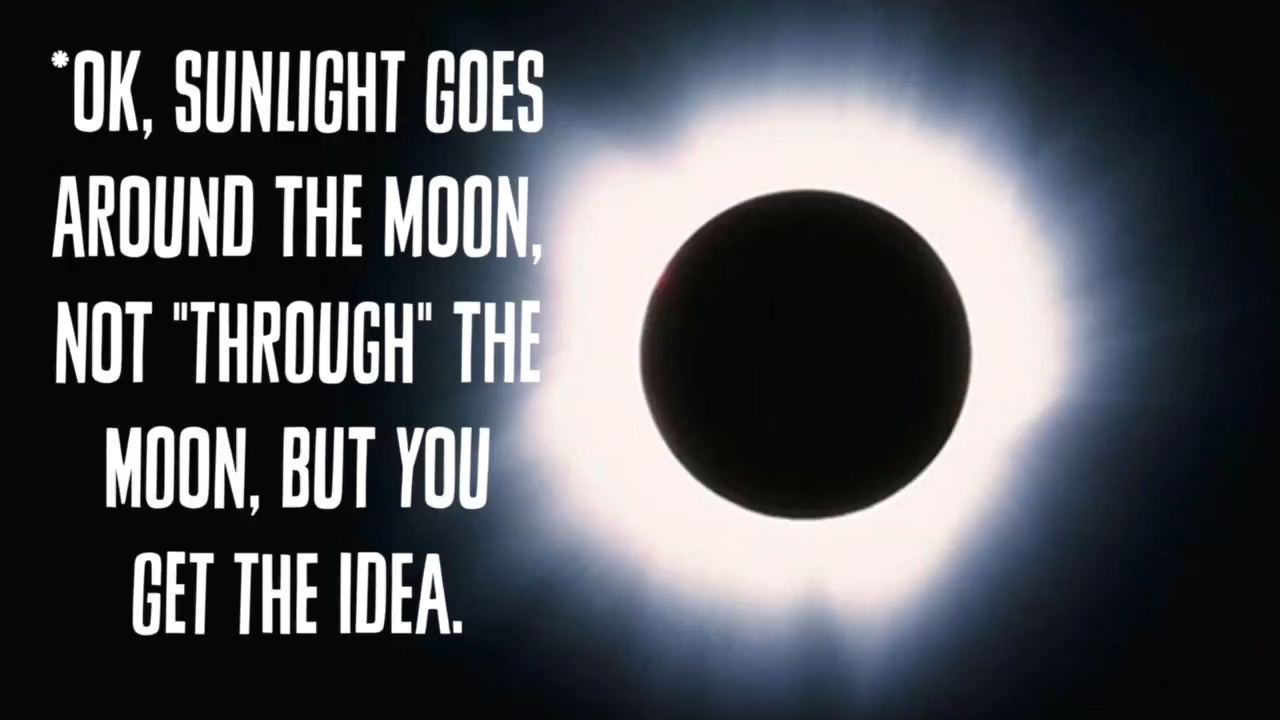 *OK, SUNLIGHT GOES
AROUND THE MOON,
NOT "THROUGH" THE
MOON, BUT YOU
GET THE IDEA.